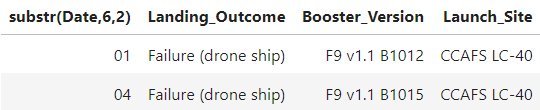 substr(Date,6,2) Landing_Outcome Booster_Version Launch_Site
01 Failure (drone ship) F9 v1.1 B1012 CCAFS LC-40
04 Failure (drone ship) F9 v1.1 B1015 CCAFS LC-40